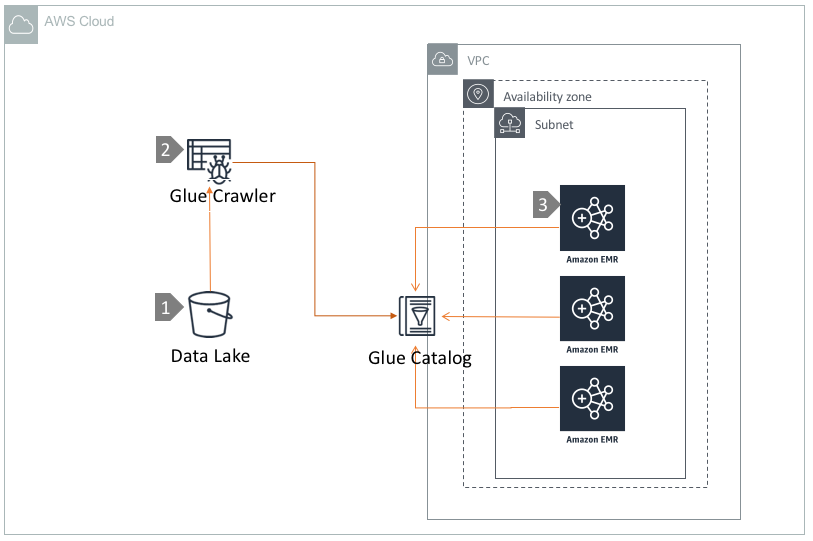 AWS Cloud
VPC
Availability zone
Subnet
2
Glue Crawler
3
Amazon EMR
1
Data Lake
Glue Catalog
Amazon EMR
Amazon EMR